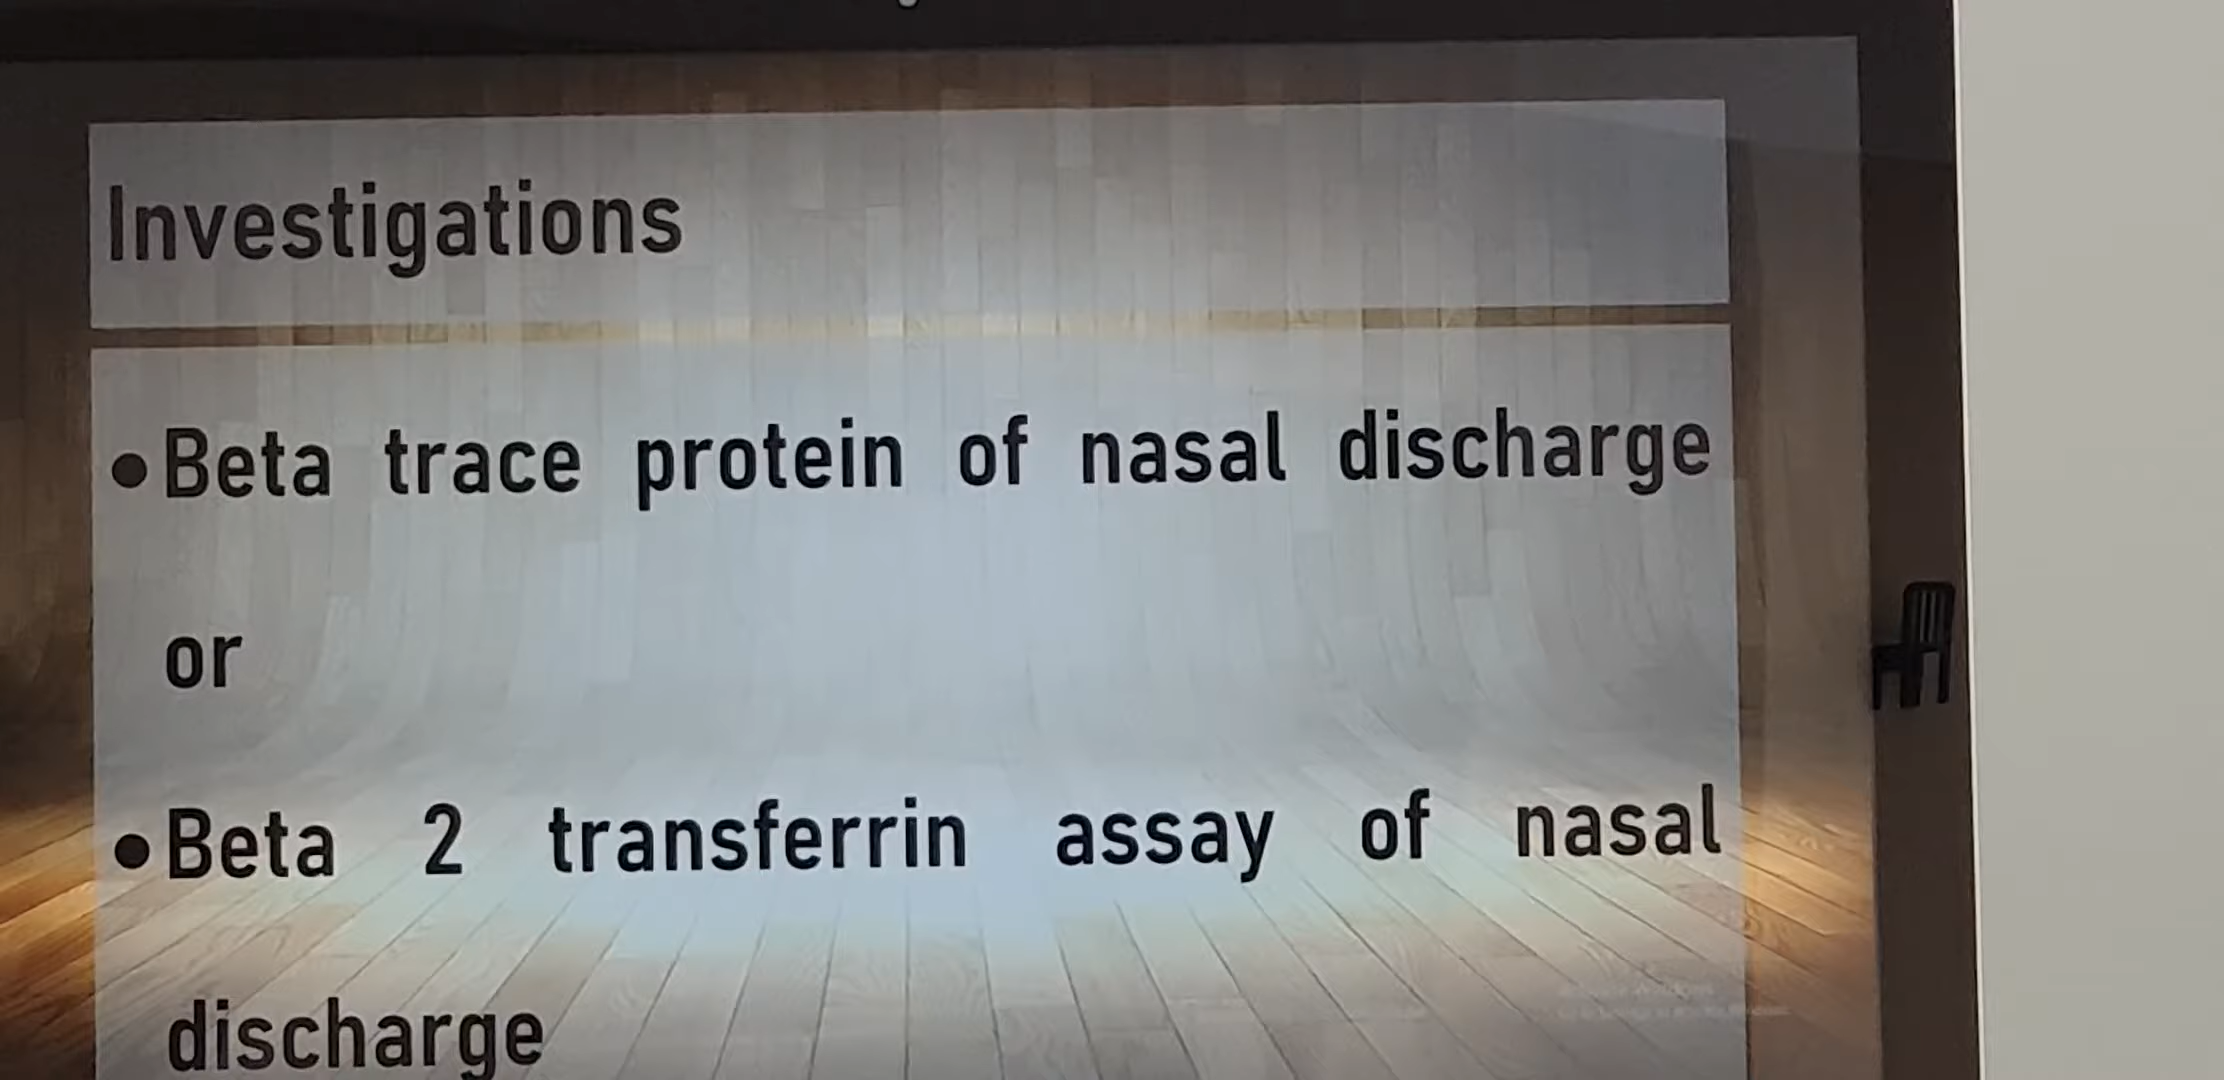 Investigations
•Beta trace protein of nasal discharge
or
•Beta 2 transferrin assay of nasal
discharge